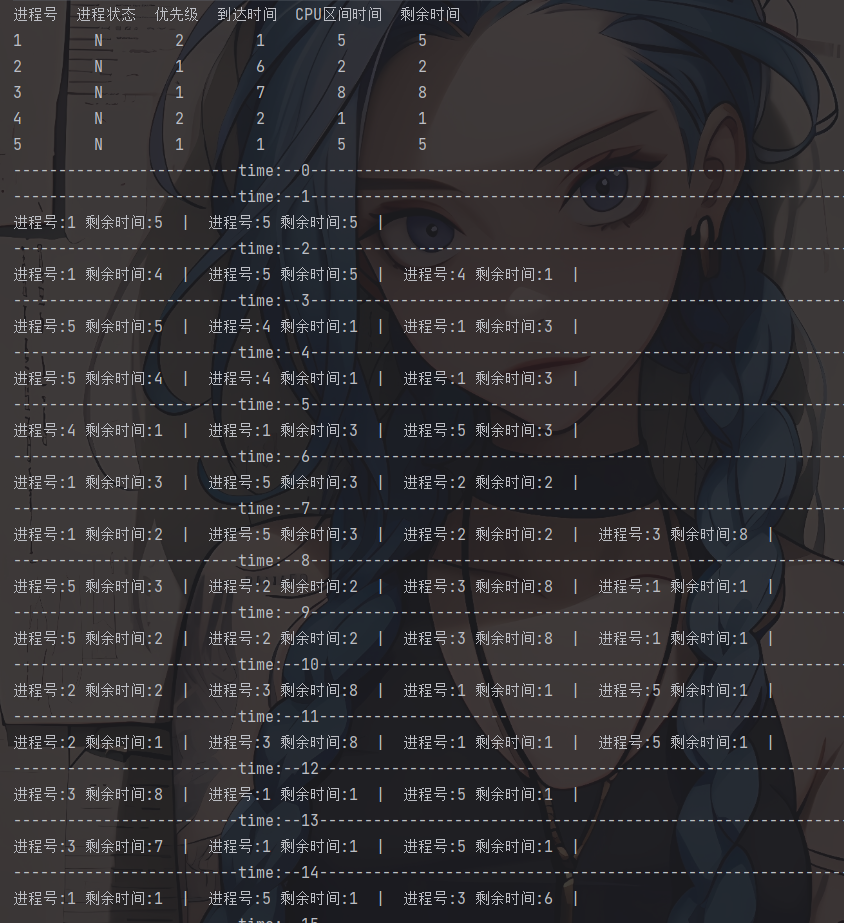 进程号 进程状态 优先级 到达时间 CPU区间时间 剩余时间
1 N 2 1 5 5
2 N 1 6 2 2
3 N 1 7 8 8
4 N 2 2 1 1
5 N 1 1 5 5
-----------------------time:--0-------------------------------------------------------
-----------------------time:--1-------------------------------------------------------
进程号:1 剩余时间:5 | 进程号:5 剩余时间:5 |
-----------------------time:--2-------------------------------------------------------
进程号:1 剩余时间:4 | 进程号:5 剩余时间:5 | 进程号:4 剩余时间:1 |
-----------------------time:--3-------------------------------------------------------
进程号:5 剩余时间:5 | 进程号:4 剩余时间:1 | 进程号:1 剩余时间:3 |
-----------------------time:--4-------------------------------------------------------
进程号:5 剩余时间:4 | 进程号:4 剩余时间:1 | 进程号:1 剩余时间:3 |
-----------------------time:--5-------------------------------------------------------
进程号:4 剩余时间:1 | 进程号:1 剩余时间:3 | 进程号:5 剩余时间:3 |
-----------------------time:--6-------------------------------------------------------
进程号:1 剩余时间:3 | 进程号:5 剩余时间:3 | 进程号:2 剩余时间:2 |
-----------------------time:--7-------------------------------------------------------
进程号:1 剩余时间:2 | 进程号:5 剩余时间:3 | 进程号:2 剩余时间:2 | 进程号:3 剩余时间:8 |
-----------------------time:--8-------------------------------------------------------
进程号:5 剩余时间:3 | 进程号:2 剩余时间:2 | 进程号:3 剩余时间:8 | 进程号:1 剩余时间:1 |
-----------------------time:--9-------------------------------------------------------
进程号:5 剩余时间:2 | 进程号:2 剩余时间:2 | 进程号:3 剩余时间:8 | 进程号:1 剩余时间:1 |
-----------------------time:--10------------------------------------------------------
进程号:2 剩余时间:2 | 进程号:3 剩余时间:8 | 进程号:1 剩余时间:1 | 进程号:5 剩余时间:1 |
-----------------------time:--11------------------------------------------------------
进程号:2 剩余时间:1 | 进程号:3 剩余时间:8 | 进程号:1 剩余时间:1 | 进程号:5 剩余时间:1 |
-----------------------time:--12------------------------------------------------------
进程号:3 剩余时间:8 | 进程号:1 剩余时间:1 | 进程号:5 剩余时间:1 |
-----------------------time:--13------------------------------------------------------
进程号:3 剩余时间:7 | 进程号:1 剩余时间:1 | 进程号:5 剩余时间:1 |
-----------------------time:--14------------------------------------------------------
进程号:1 剩余时间:1 | 进程号:5 剩余时间:1 | 进程号:3 剩余时间:6 |
-----------------------time:--15------------------------------------------------------